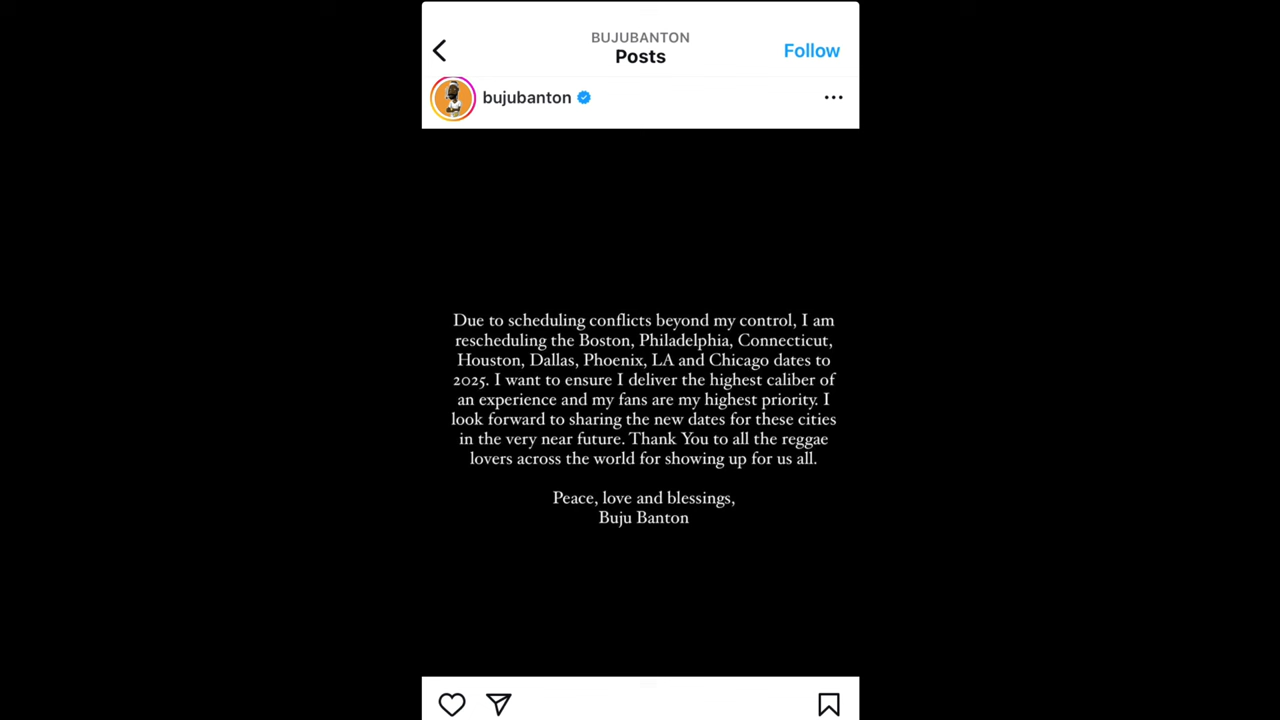 BUJUBANTON
Posts
Follow
bujubanton
Due to scheduling conflicts beyond my control, I am
rescheduling the Boston, Philadelphia, Connecticut,
Houston, Dallas, Phoenix, LA and Chicago dates to
2025. I want to ensure I deliver the highest caliber of
an experience and my fans are my highest priority. I
look forward to sharing the new dates for these cities
in the very near future. Thank You to all the reggae
lovers across the world for showing up for us all.
Peace, love and blessings,
Buju Banton